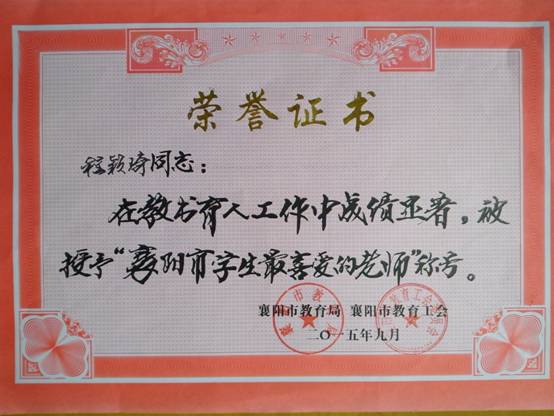 荣誉证书
程颖琦同志：
在教书育人工作中成绩显著，被
授予“襄阳市学生最喜爱的老师”称号。
襄阳市教育局 襄阳市教育工会
二〇一五年九月